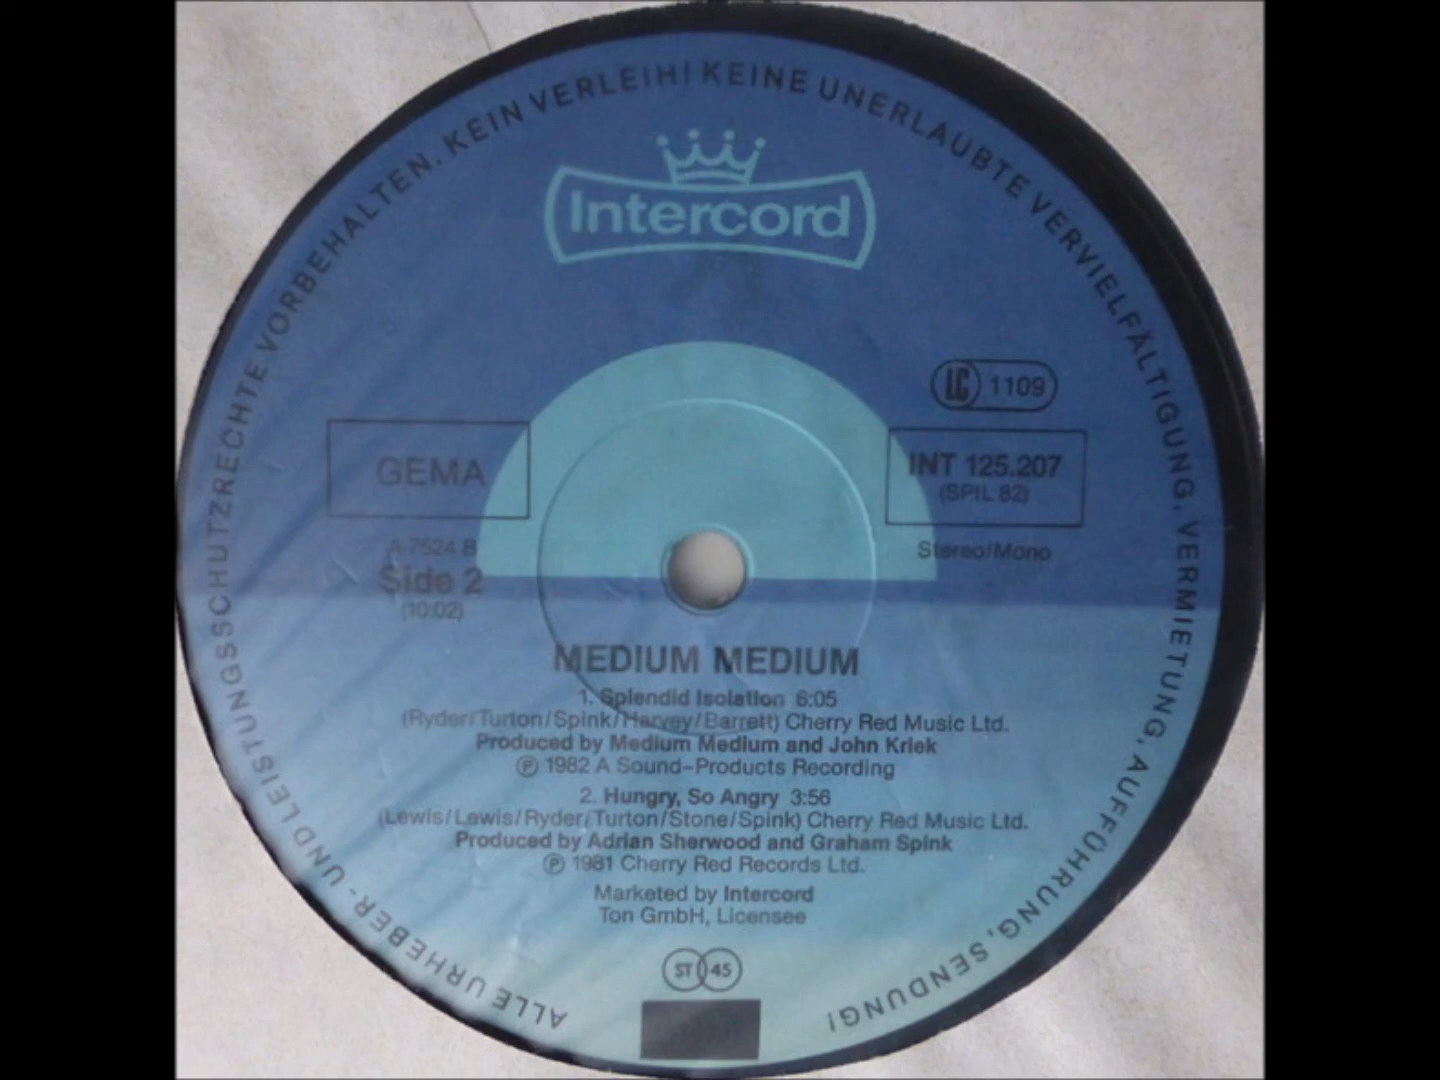 ALLE URHEBER- UND LEISTUNGSSCHUTZRECHTE VORBEHALTEN. KEIN VERLEIH! KEINE UNERLAUBTE VERVIELFÄLTIGUNG, VERMIETUNG, AUFFÜHRUNG, SENDUNG!
Intercord
LC 1109
GEMA
INT 125.207
(SPIL 82)
A-7524 B
Stereo/Mono
Side 2
(10:02)
MEDIUM MEDIUM
1. Splendid Isolation 6:05
(Ryder/Turton/Spink/Harvey/Barrett) Cherry Red Music Ltd.
Produced by Medium Medium and John Kriek
Ⓟ 1982 A Sound-Products Recording
2. Hungry, So Angry 3:56
(Lewis/Lewis/Ryder/Turton/Stone/Spink) Cherry Red Music Ltd.
Produced by Adrian Sherwood and Graham Spink
Ⓟ 1981 Cherry Red Records Ltd.
Marketed by Intercord
Ton GmbH, Licensee
ST 45